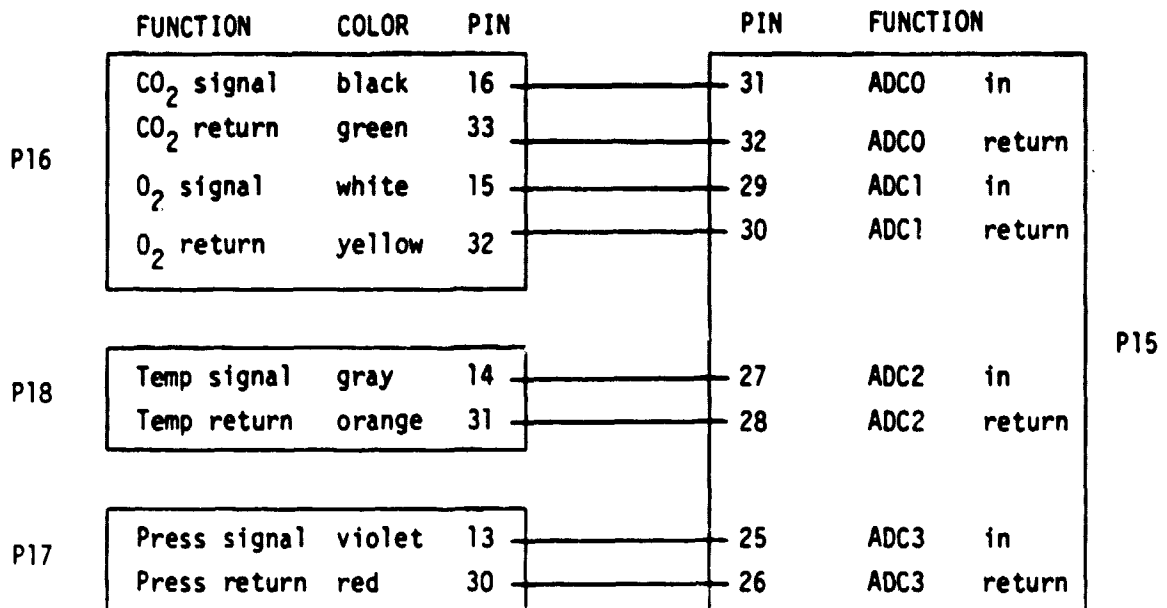 FUNCTION COLOR PIN PIN FUNCTION
CO2 signal black 16 31 ADC0 in
CO2 return green 33 32 ADC0 return
P16
O2 signal white 15 29 ADC1 in
O2 return yellow 32 30 ADC1 return
P15
P18
Temp signal gray 14 27 ADC2 in
Temp return orange 31 28 ADC2 return
P17
Press signal violet 13 25 ADC3 in
Press return red 30 26 ADC3 return